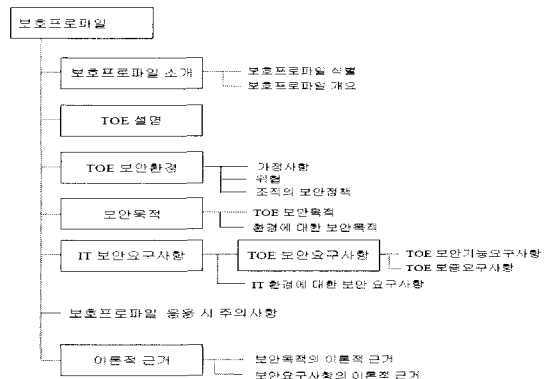 보호프로파일
보호프로파일 소개
보호프로파일 식별
보호프로파일 개요
TOE 설명
TOE 보안환경
가정사항
위협
조직의 보안정책
보안목적
TOE 보안목적
환경에 대한 보안목적
IT 보안요구사항
TOE 보안요구사항
TOE 보안기능요구사항
TOE 보증요구사항
IT 환경에 대한 보안 요구사항
보호프로파일 응용 시 주의사항
이론적 근거
보안목적의 이론적 근거
보안요구사항의 이론적 근거